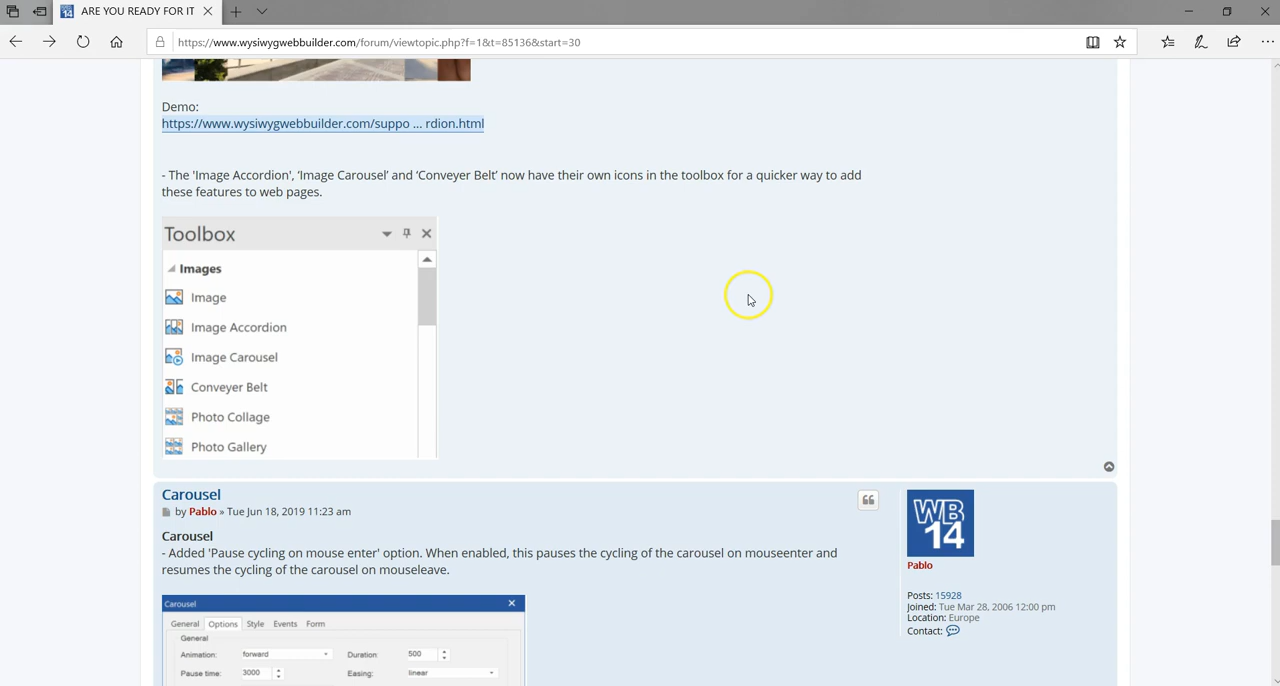 ARE YOU READY FOR IT
https://www.wysiwygwebbuilder.com/forum/viewtopic.php?f=1&t=85136&start=30
Demo:
https://www.wysiwygwebbuilder.com/suppo ... rdion.html
- The 'Image Accordion', ‘Image Carousel’ and ‘Conveyer Belt’ now have their own icons in the toolbox for a quicker way to add
these features to web pages.
Toolbox
Images
Image
Image Accordion
Image Carousel
Conveyer Belt
Photo Collage
Photo Gallery
Carousel
by Pablo » Tue Jun 18, 2019 11:23 am
Carousel
- Added 'Pause cycling on mouse enter' option. When enabled, this pauses the cycling of the carousel on mouseenter and
resumes the cycling of the carousel on mouseleave.
Carousel
General Options Style Events Form
General
Animation: forward Duration: 500
Pause time: 3000 Easing: linear
WB
14
Pablo
Posts: 15928
Joined: Tue Mar 28, 2006 12:00 pm
Location: Europe
Contact: